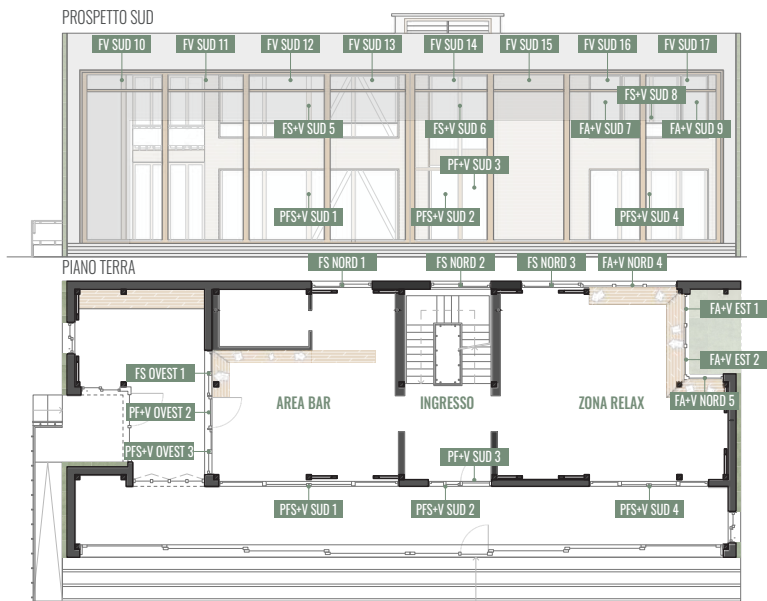 PROSPETTO SUD
FV SUD 10
FV SUD 11
FV SUD 12
FV SUD 13
FV SUD 14
FV SUD 15
FV SUD 16
FV SUD 17
FS+V SUD 8
FS+V SUD 5
FS+V SUD 6
FA+V SUD 7
FA+V SUD 9
PF+V SUD 3
PFS+V SUD 1
PFS+V SUD 2
PFS+V SUD 4
PIANO TERRA
FS NORD 1
FS NORD 2
FS NORD 3
FA+V NORD 4
FA+V EST 1
FA+V EST 2
FS OVEST 1
PF+V OVEST 2
PFS+V OVEST 3
AREA BAR
INGRESSO
ZONA RELAX
FA+V NORD 5
PF+V SUD 3
PFS+V SUD 1
PFS+V SUD 2
PFS+V SUD 4